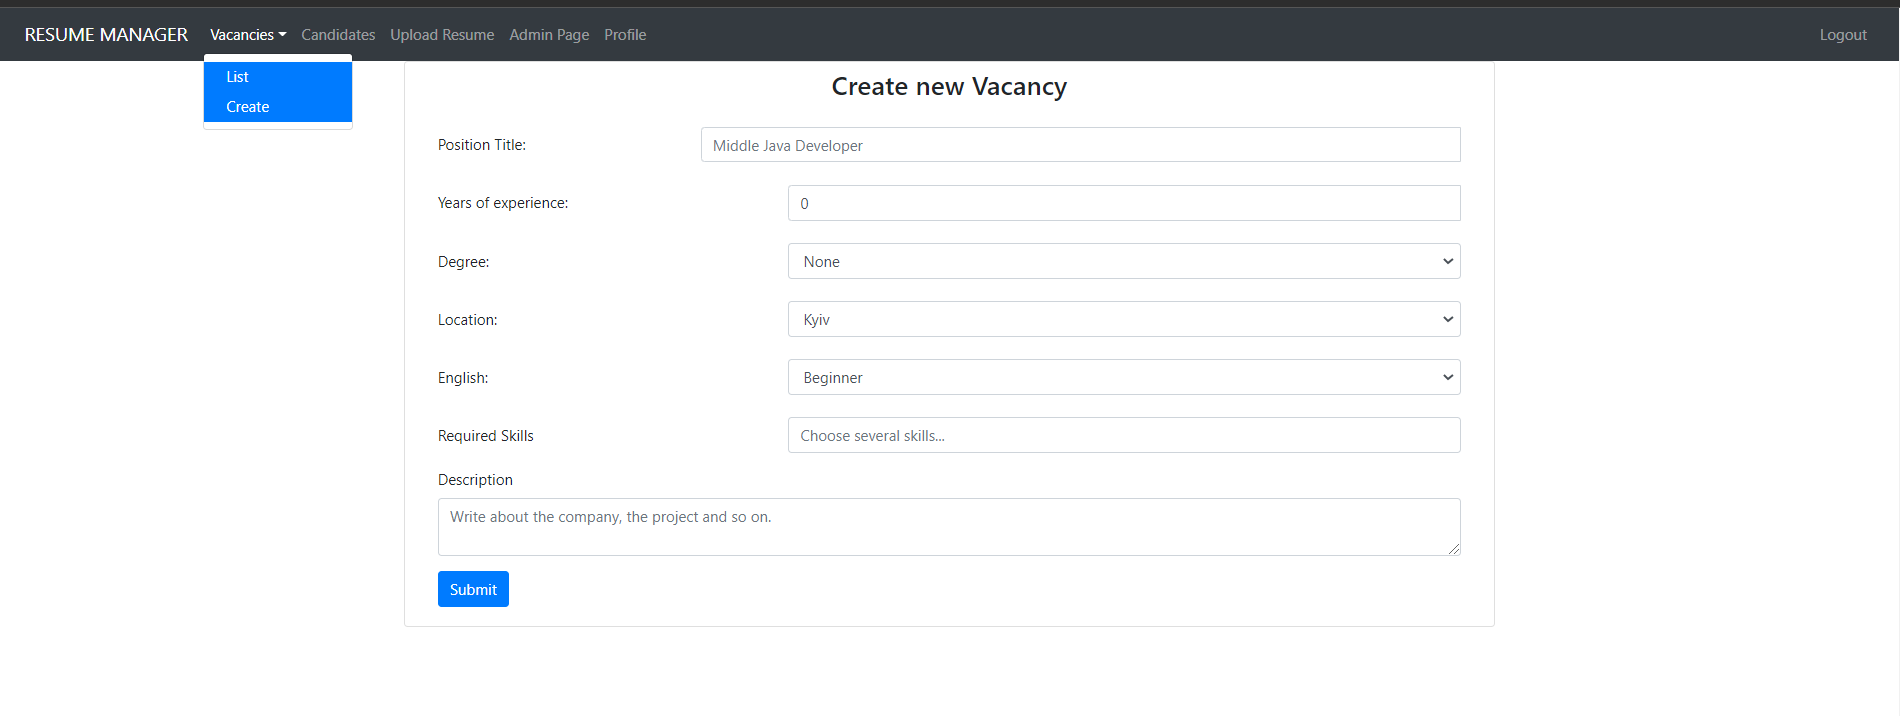 RESUME MANAGER Vacancies Candidates Upload Resume Admin Page Profile Logout
List
Create
Create new Vacancy
Position Title: Middle Java Developer
Years of experience: 0
Degree: None
Location: Kyiv
English: Beginner
Required Skills Choose several skills...
Description
Write about the company, the project and so on.
Submit